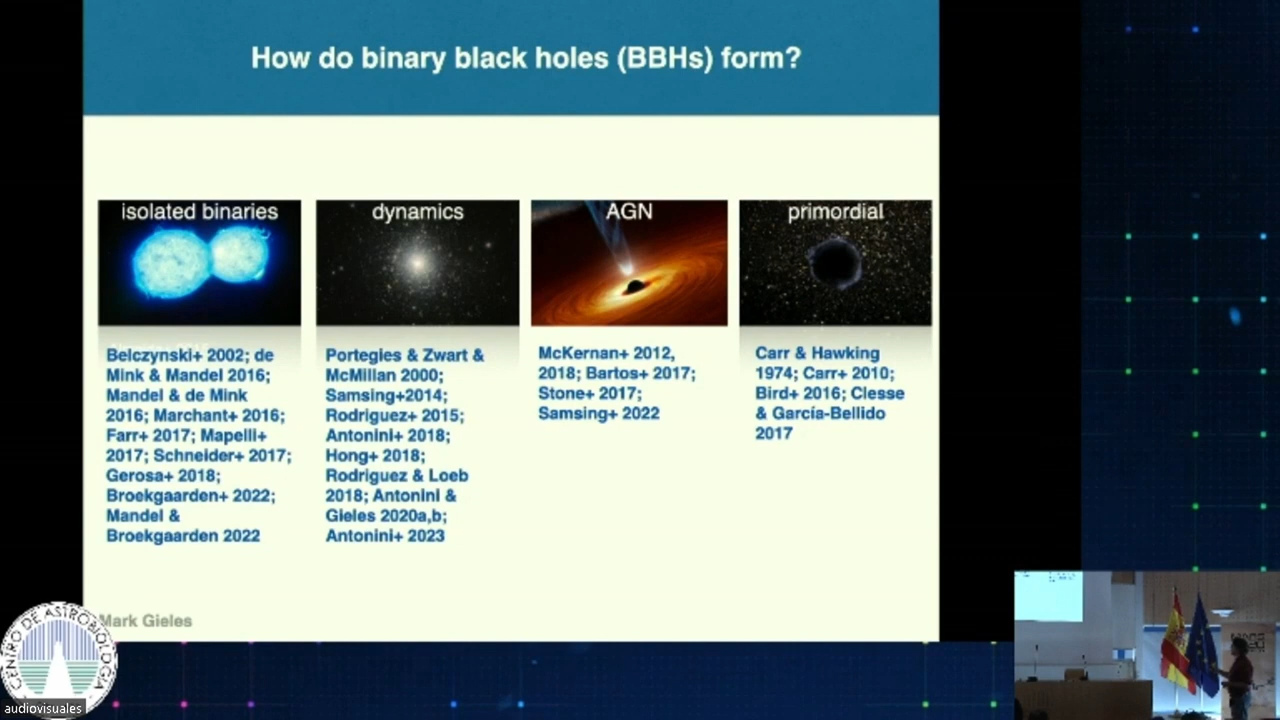 How do binary black holes (BBHs) form?
isolated binaries
Belczynski+ 2002; de
Mink & Mandel 2016;
Mandel & de Mink
2016; Marchant+ 2016;
Farr+ 2017; Mapelli+
2017; Schneider+ 2017;
Gerosa+ 2018;
Broekgaarden+ 2022;
Mandel &
Broekgaarden 2022
dynamics
Portegies & Zwart &
McMillan 2000;
Samsing+2014;
Rodriguez+ 2015;
Antonini+ 2018;
Hong+ 2018;
Rodriguez & Loeb
2018; Antonini &
Gieles 2020a,b;
Antonini+ 2023
AGN
McKernan+ 2012,
2018; Bartos+ 2017;
Stone+ 2017;
Samsing+ 2022
primordial
Carr & Hawking
1974; Carr+ 2010;
Bird+ 2016; Clesse
& García-Bellido
2017
Mark Gieles
CENTRO DE ASTROBIOLOGÍA
audiovisuales